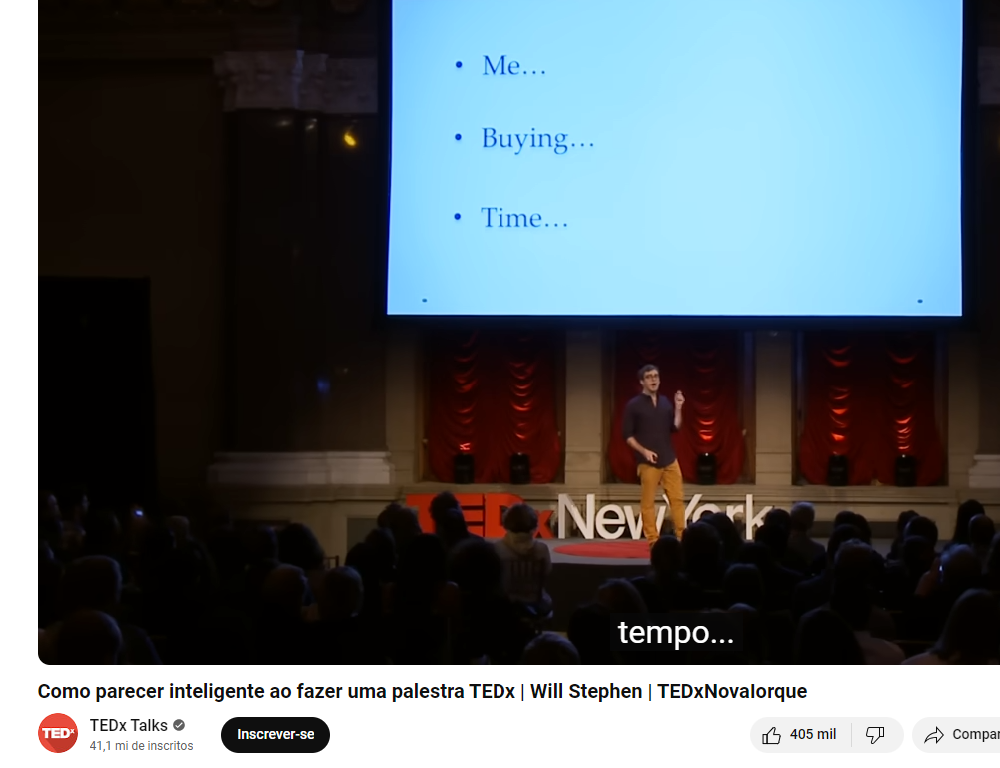 • Me…
• Buying…
• Time…
TEDxNewYork
tempo...
Como parecer inteligente ao fazer uma palestra TEDx | Will Stephen | TEDxNovaIorque
TEDx
TEDx Talks
41,1 mi de inscritos
Inscrever-se
405 mil
Compar